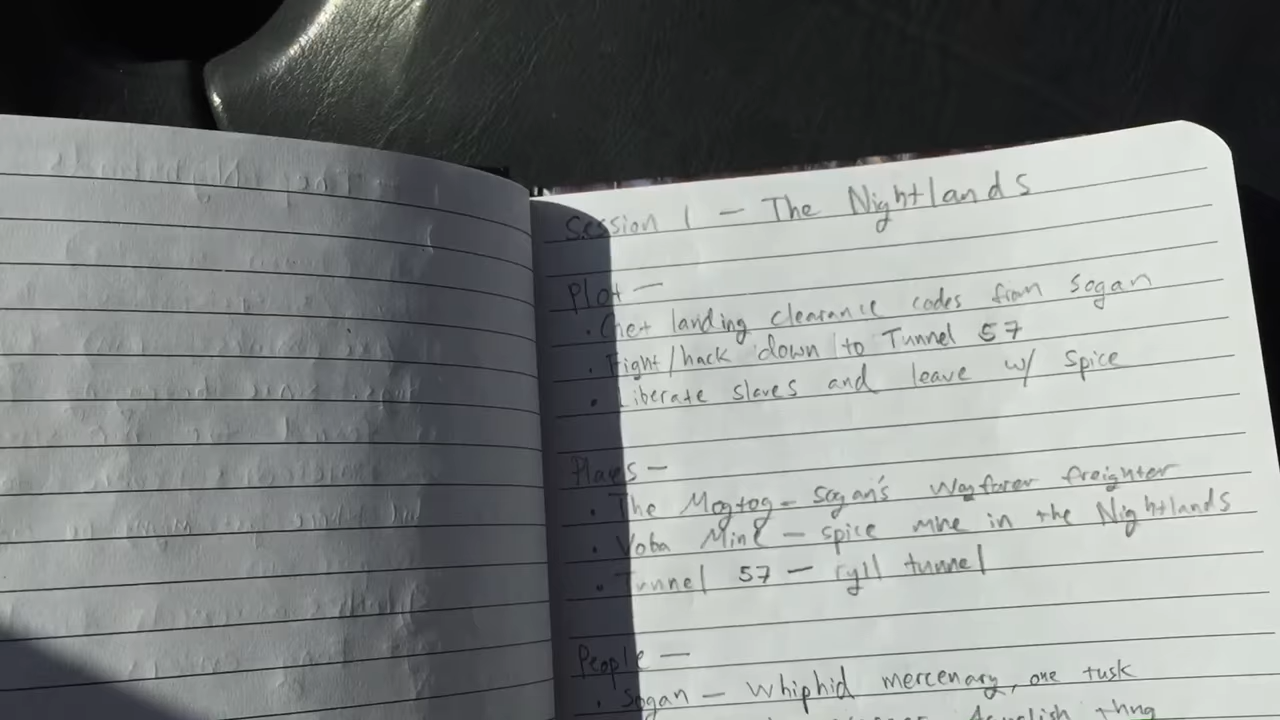 Session 1 — The Nightlands
Plot —
• Get landing clearance codes from Sogan
• Fight/hack down to Tunnel 57
• Liberate slaves and leave w/ Spice
Places —
• The Mogtog — Sogan's Wayfarer freighter
• Voba Mine — spice mine in the Nightlands
• Tunnel 57 — ryll tunnel
People —
• Sogan — Whiphid mercenary, one tusk
Aqualish thug